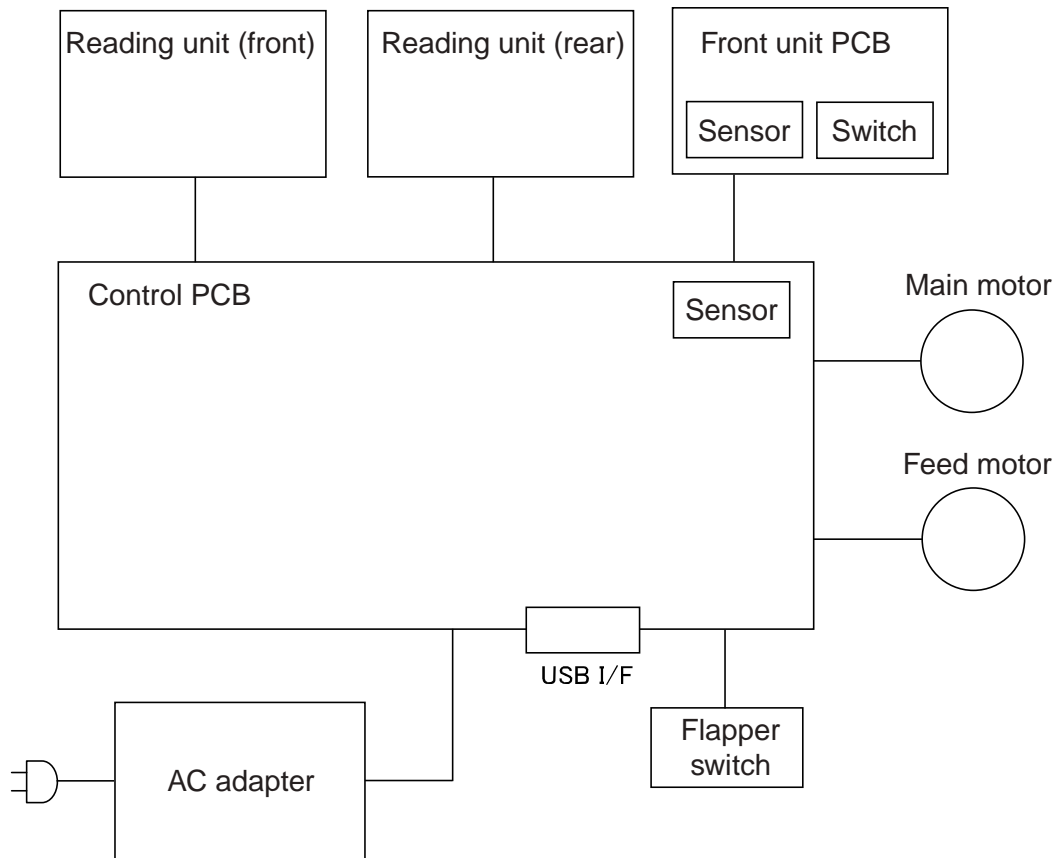 Reading unit (front)
Reading unit (rear)
Front unit PCB
Sensor
Switch
Control PCB
Sensor
Main motor
Feed motor
USB I/F
Flapper
switch
AC adapter